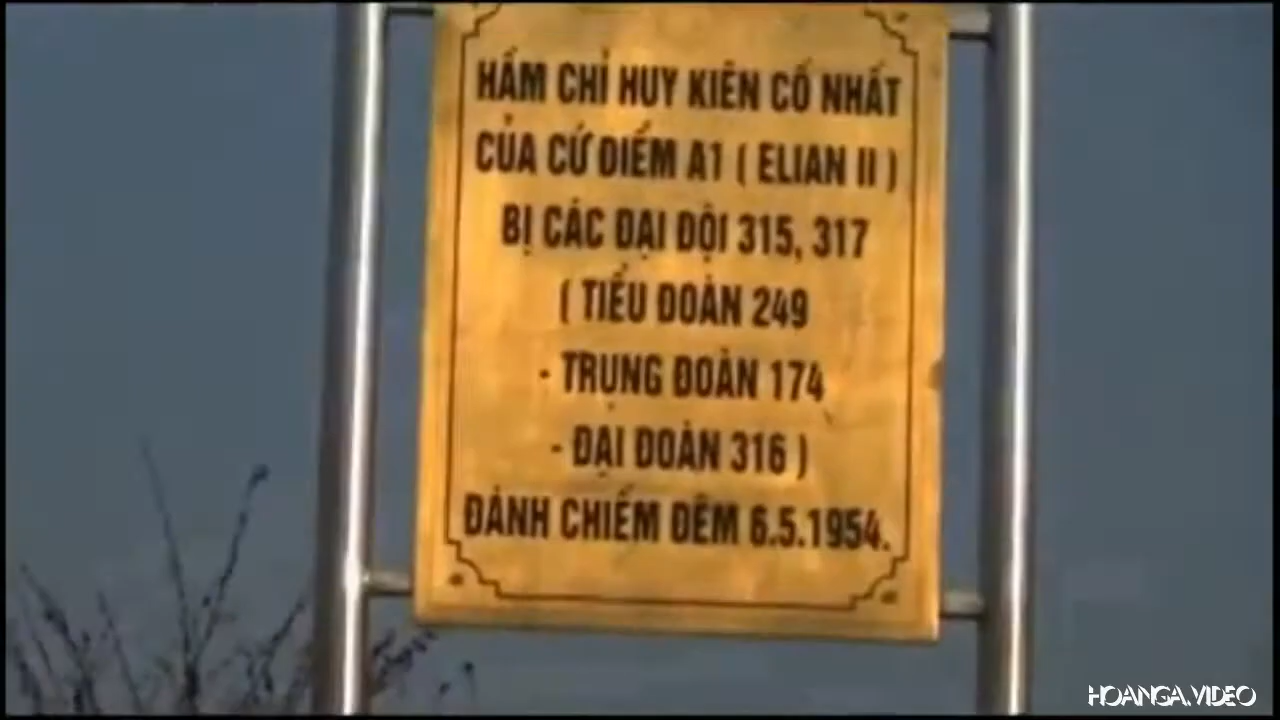 HẦM CHỈ HUY KIÊN CỐ NHẤT
CỦA CỨ ĐIỂM A1 ( ELIAN II )
BỊ CÁC ĐẠI ĐỘI 315, 317
( TIỂU ĐOÀN 249
- TRUNG ĐOÀN 174
- ĐẠI ĐOÀN 316 )
ĐÁNH CHIẾM ĐÊM 6.5.1954.
HOANGA.VIDEO